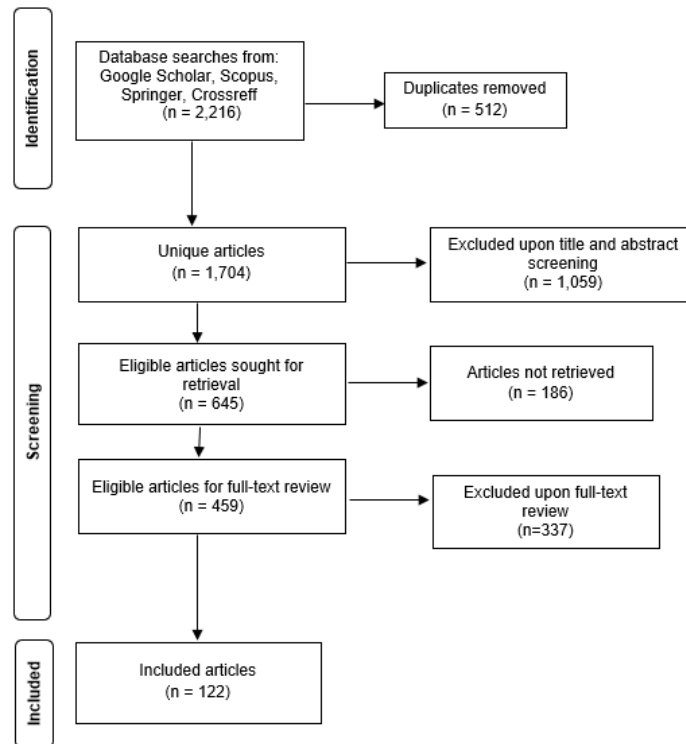 Identification
Database searches from:
Google Scholar, Scopus,
Springer, Crossreff
(n = 2,216)
Duplicates removed
(n = 512)
Screening
Unique articles
(n = 1,704)
Excluded upon title and abstract
screening
(n = 1,059)
Eligible articles sought for
retrieval
(n = 645)
Articles not retrieved
(n = 186)
Eligible articles for full-text review
(n = 459)
Excluded upon full-text
review
(n=337)
Included
Included articles
(n = 122)